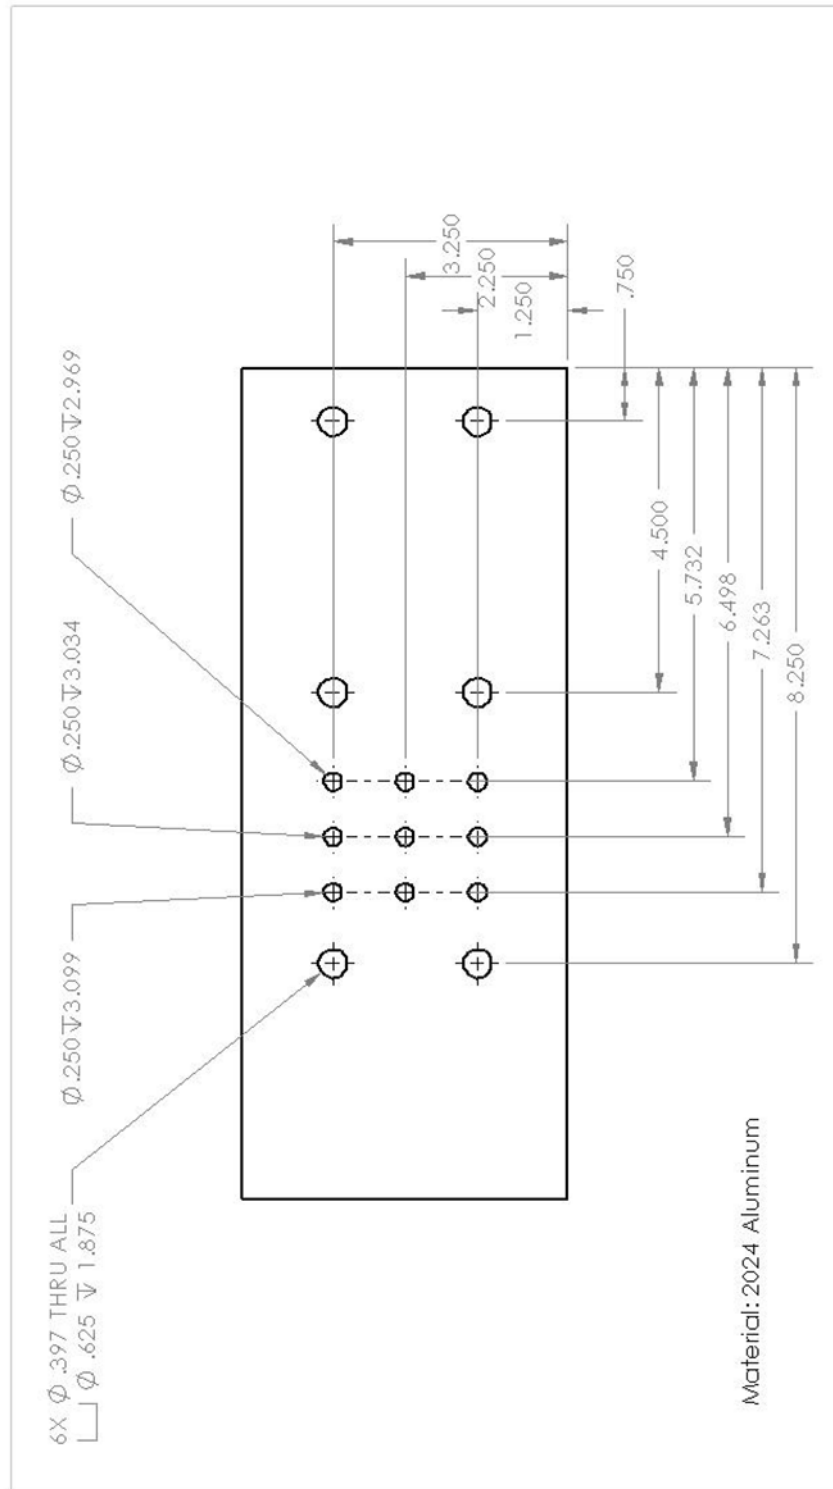 6X Ø .397 THRU ALL
⌴ Ø .625 ↧ 1.875
Ø.250↧3.099
Ø.250↧3.034
Ø.250↧2.969
3.250
2.250
1.250
.750
4.500
5.732
6.498
7.263
8.250
Material: 2024 Aluminum